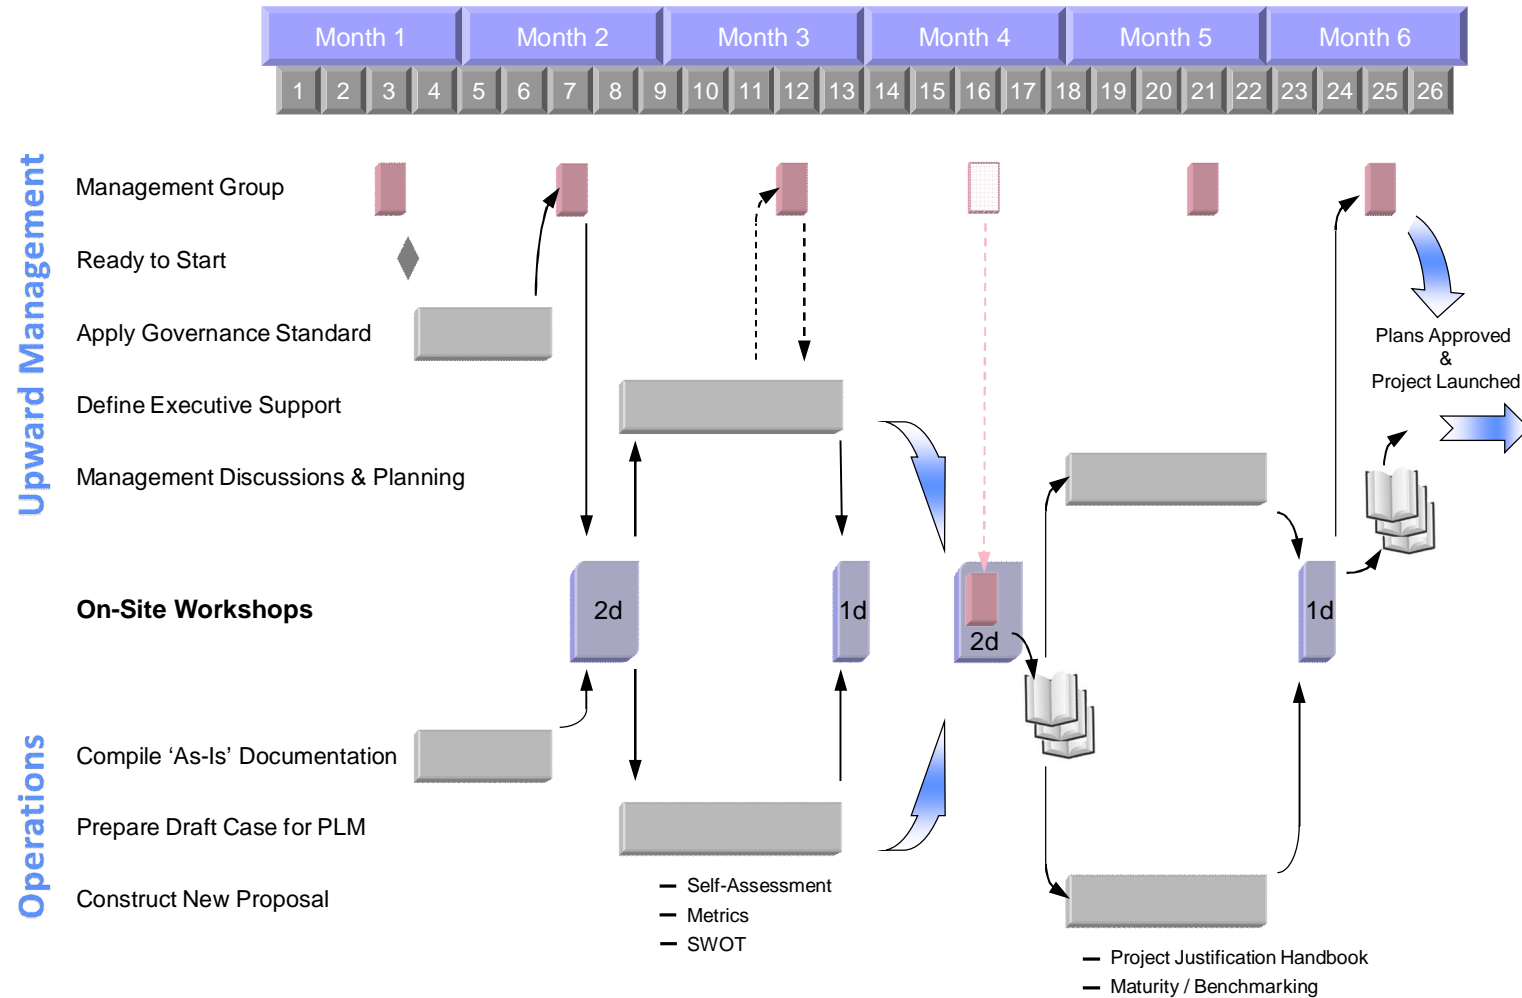 Month 1 Month 2 Month 3 Month 4 Month 5 Month 6
1 2 3 4 5 6 7 8 9 10 11 12 13 14 15 16 17 18 19 20 21 22 23 24 25 26
Upward Management
Management Group
Ready to Start
Apply Governance Standard
Define Executive Support
Management Discussions & Planning
Plans Approved
&
Project Launched
On-Site Workshops
2d
1d
2d
1d
Operations
Compile ‘As-Is’ Documentation
Prepare Draft Case for PLM
Construct New Proposal
– Self-Assessment
– Metrics
– SWOT
– Project Justification Handbook
– Maturity / Benchmarking